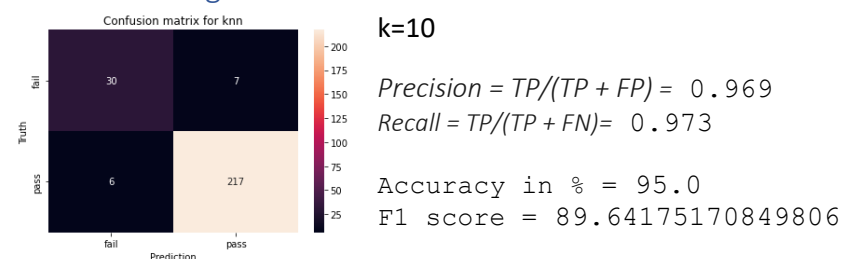 Confusion matrix for knn
30
7
6
217
fail
pass
Truth
fail
pass
Prediction
200
175
150
125
100
75
50
25
k=10
Precision = TP/(TP + FP) = 0.969
Recall = TP/(TP + FN)= 0.973
Accuracy in % = 95.0
F1 score = 89.64175170849806